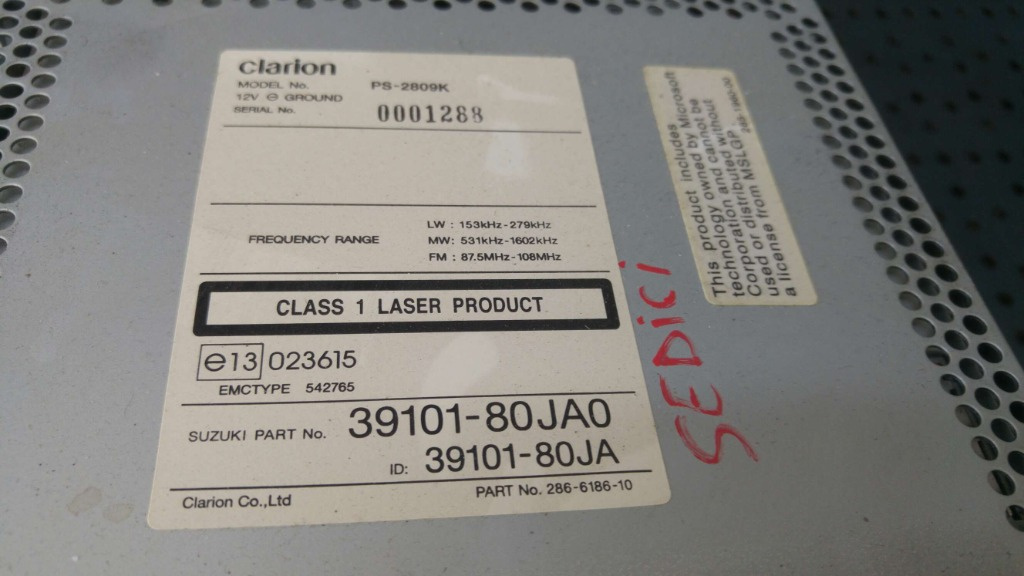 clarion
MODEL No. PS-2809K
12V ⊖ GROUND
SERIAL No. 0001288
FREQUENCY RANGE
LW : 153kHz-279kHz
MW: 531kHz-1602kHz
FM : 87.5MHz-108MHz
CLASS 1 LASER PRODUCT
e13 023615
EMCTYPE 542765
SUZUKI PART No. 39101-80JA0
ID: 39101-80JA
Clarion Co.,Ltd PART No. 286-6186-10
SEDiCi
This product includes
technology owned by Microsoft
Corporation and cannot be
used or distributed without
a license from MSLGP